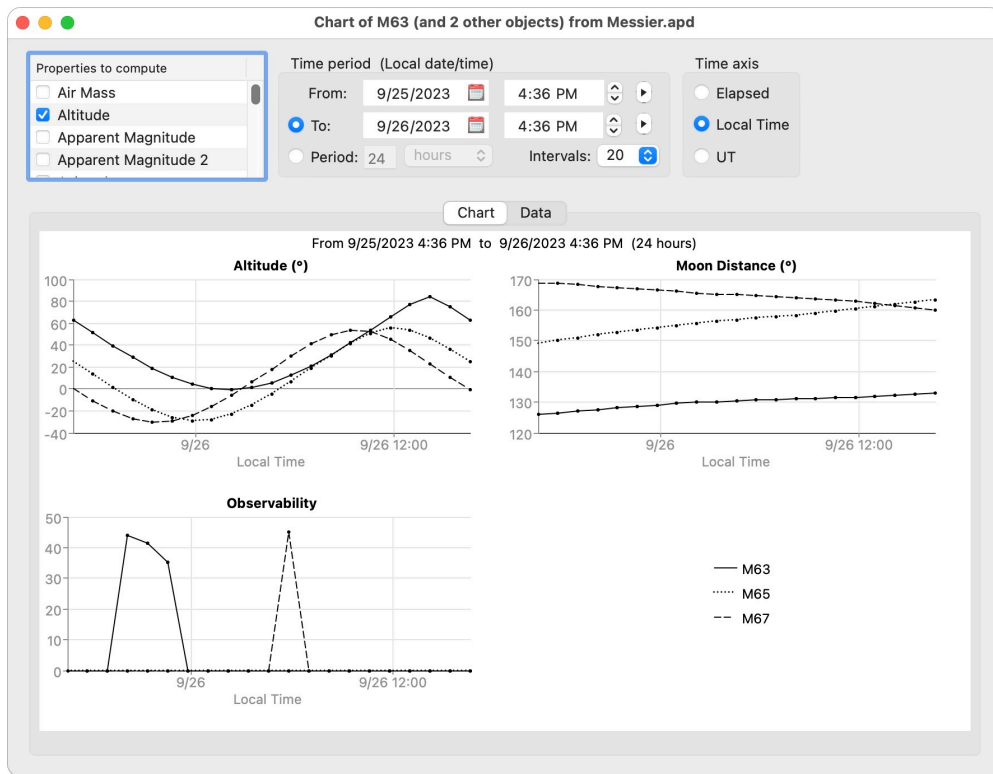 Chart of M63 (and 2 other objects) from Messier.apd
Properties to compute
Air Mass
Altitude
Apparent Magnitude
Apparent Magnitude 2
Time period (Local date/time)
From: 9/25/2023 4:36 PM
To: 9/26/2023 4:36 PM
Period: 24 hours Intervals: 20
Time axis
Elapsed
Local Time
UT
Chart Data
From 9/25/2023 4:36 PM to 9/26/2023 4:36 PM (24 hours)
Altitude (°)
100
80
60
40
20
0
-20
-40
9/26 9/26 12:00
Local Time
Moon Distance (°)
170
160
150
140
130
120
9/26 9/26 12:00
Local Time
Observability
50
40
30
20
10
0
9/26 9/26 12:00
Local Time
M63
M65
M67